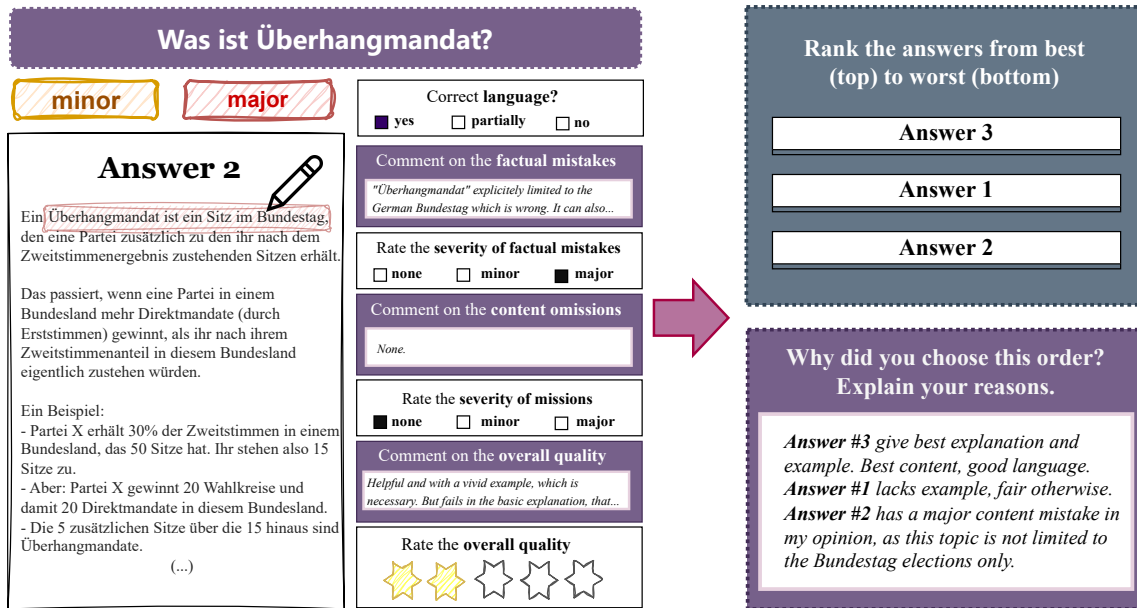 Was ist Überhangmandat?
minor
major
Answer 2
Ein Überhangmandat ist ein Sitz im Bundestag,
den eine Partei zusätzlich zu den ihr nach dem
Zweitstimmenergebnis zustehenden Sitzen erhält.
Das passiert, wenn eine Partei in einem
Bundesland mehr Direktmandate (durch
Erststimmen) gewinnt, als ihr nach ihrem
Zweitstimmenanteil in diesem Bundesland
eigentlich zustehen würden.
Ein Beispiel:
- Partei X erhält 30% der Zweitstimmen in einem
Bundesland, das 50 Sitze hat. Ihr stehen also 15
Sitze zu.
- Aber: Partei X gewinnt 20 Wahlkreise und
damit 20 Direktmandate in diesem Bundesland.
- Die 5 zusätzlichen Sitze über die 15 hinaus sind
Überhangmandate.
(...)
Correct language?
yes partially no
Comment on the factual mistakes
"Überhangmandat" explicitely limited to the
German Bundestag which is wrong. It can also...
Rate the severity of factual mistakes
none minor major
Comment on the content omissions
None.
Rate the severity of missions
none minor major
Comment on the overall quality
Helpful and with a vivid example, which is
necessary. But fails in the basic explanation, that...
Rate the overall quality
Rank the answers from best
(top) to worst (bottom)
Answer 3
Answer 1
Answer 2
Why did you choose this order?
Explain your reasons.
Answer #3 give best explanation and
example. Best content, good language.
Answer #1 lacks example, fair otherwise.
Answer #2 has a major content mistake in
my opinion, as this topic is not limited to
the Bundestag elections only.